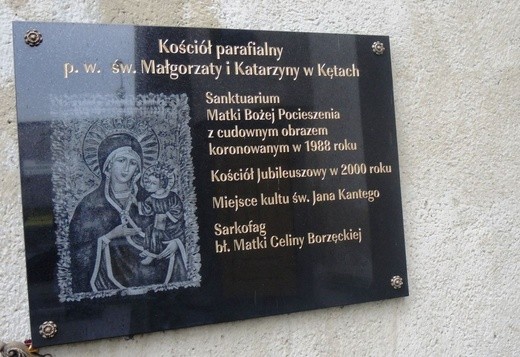 Kościół parafialny
p. w. św. Małgorzaty i Katarzyny w Kętach
Sanktuarium
Matki Bożej Pocieszenia
z cudownym obrazem
koronowanym w 1988 roku
Kościół Jubileuszowy w 2000 roku
Miejsce kultu św. Jana Kantego
Sarkofag
bł. Matki Celiny Borzęckiej